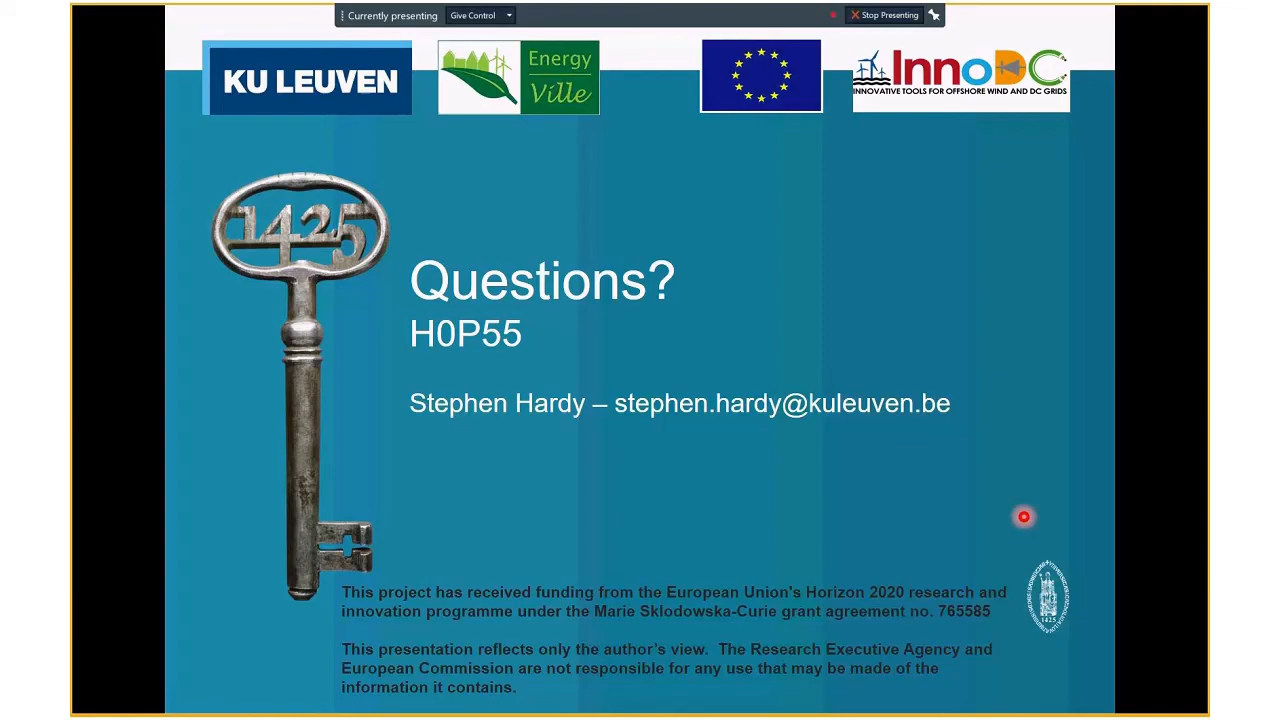 Currently presenting
Give Control
Stop Presenting
KU LEUVEN
Energy
Ville
InnoDC
INNOVATIVE TOOLS FOR OFFSHORE WIND AND DC GRIDS
1425
Questions?
H0P55
Stephen Hardy – stephen.hardy@kuleuven.be
This project has received funding from the European Union's Horizon 2020 research and
innovation programme under the Marie Sklodowska-Curie grant agreement no. 765585
This presentation reflects only the author's view.  The Research Executive Agency and
European Commission are not responsible for any use that may be made of the
information it contains.
1425